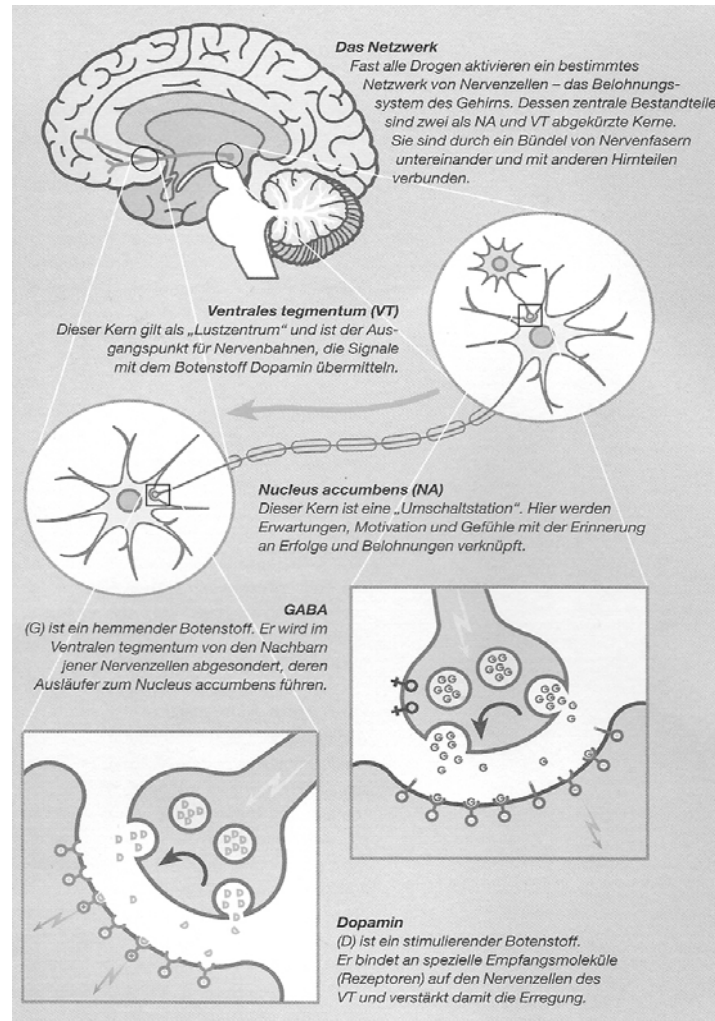 Das Netzwerk
Fast alle Drogen aktivieren ein bestimmtes
Netzwerk von Nervenzellen – das Belohnungs-
system des Gehirns. Dessen zentrale Bestandteile
sind zwei als NA und VT abgekürzte Kerne.
Sie sind durch ein Bündel von Nervenfasern
untereinander und mit anderen Hirnteilen
verbunden.
Ventrales tegmentum (VT)
Dieser Kern gilt als „Lustzentrum“ und ist der Aus-
gangspunkt für Nervenbahnen, die Signale
mit dem Botenstoff Dopamin übermitteln.
Nucleus accumbens (NA)
Dieser Kern ist eine „Umschaltstation“. Hier werden
Erwartungen, Motivation und Gefühle mit der Erinnerung
an Erfolge und Belohnungen verknüpft.
GABA
(G) ist ein hemmender Botenstoff. Er wird im
Ventralen tegmentum von den Nachbarn
jener Nervenzellen abgesondert, deren
Ausläufer zum Nucleus accumbens führen.
Dopamin
(D) ist ein stimulierender Botenstoff.
Er bindet an spezielle Empfangsmoleküle
(Rezeptoren) auf den Nervenzellen des
VT und verstärkt damit die Erregung.